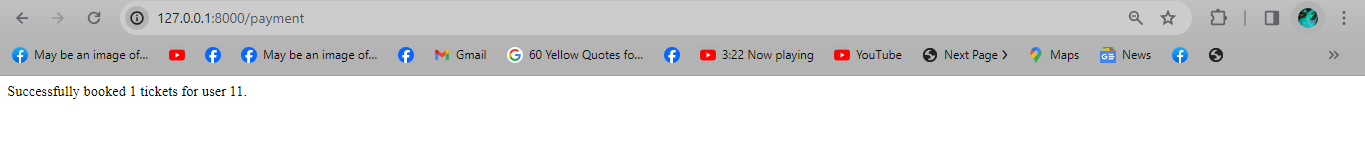 127.0.0.1:8000/payment
May be an image of... May be an image of... Gmail 60 Yellow Quotes fo... 3:22 Now playing YouTube Next Page > Maps News »
Successfully booked 1 tickets for user 11.